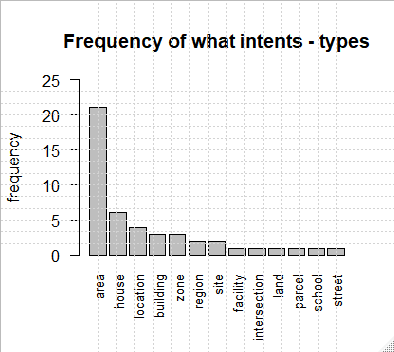 Frequency of what intents - types
frequency
25
20
15
10
5
0
area
house
location
building
zone
region
site
facility
intersection
land
parcel
school
street